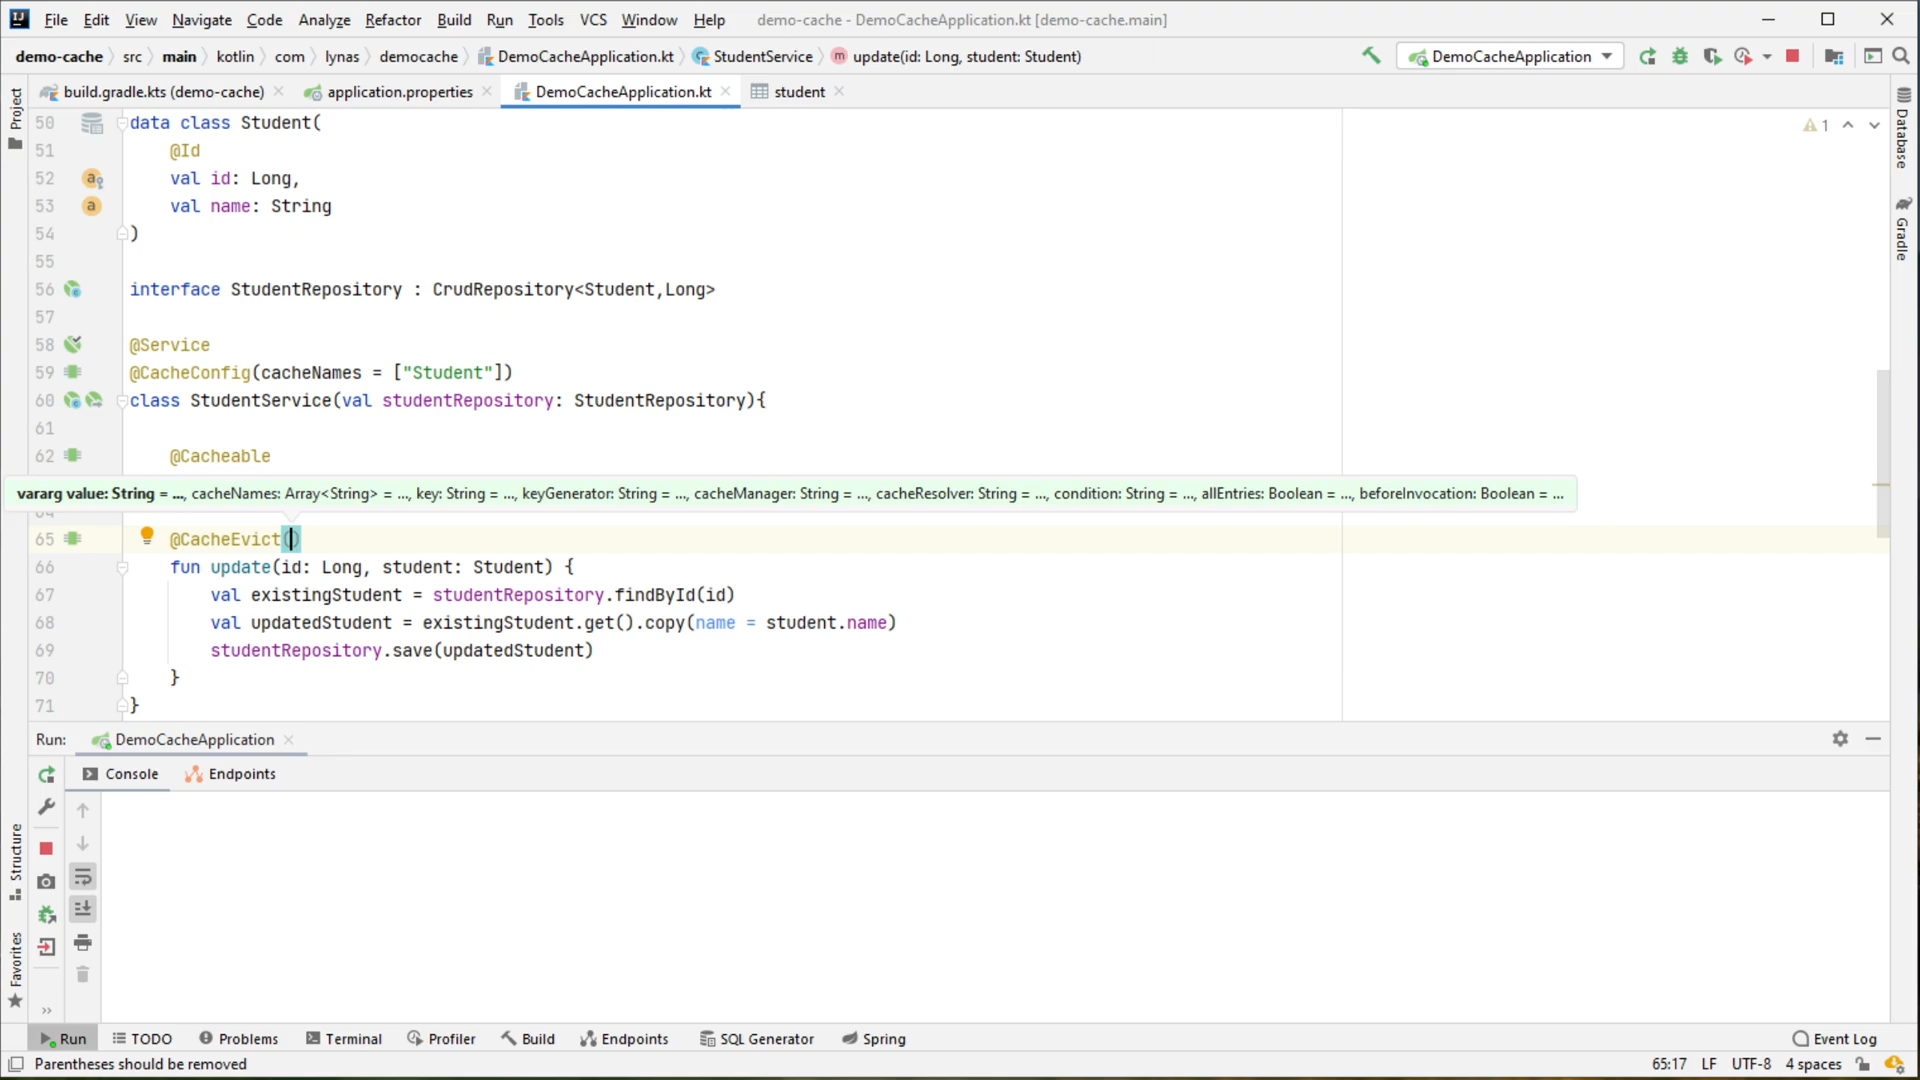 File Edit View Navigate Code Analyze Refactor Build Run Tools VCS Window Help demo-cache - DemoCacheApplication.kt [demo-cache.main]
demo-cache src main kotlin com lynas democache DemoCacheApplication.kt StudentService m update(id: Long, student: Student) DemoCacheApplication
build.gradle.kts (demo-cache) application.properties DemoCacheApplication.kt student
Project
Database
Gradle
1
50 data class Student(
51 @Id
52 val id: Long,
53 val name: String
54 )
55
56 interface StudentRepository : CrudRepository<Student,Long>
57
58 @Service
59 @CacheConfig(cacheNames = ["Student"])
60 class StudentService(val studentRepository: StudentRepository){
61
62 @Cacheable
vararg value: String = ..., cacheNames: Array<String> = ..., key: String = ..., keyGenerator: String = ..., cacheManager: String = ..., cacheResolver: String = ..., condition: String = ..., allEntries: Boolean = ..., beforeInvocation: Boolean = ...
64
65 @CacheEvict()
66 fun update(id: Long, student: Student) {
67 val existingStudent = studentRepository.findById(id)
68 val updatedStudent = existingStudent.get().copy(name = student.name)
69 studentRepository.save(updatedStudent)
70 }
71 }
Run: DemoCacheApplication
Console Endpoints
Structure
Favorites
Run TODO Problems Terminal Profiler Build Endpoints SQL Generator Spring Event Log
Parentheses should be removed 65:17 LF UTF-8 4 spaces